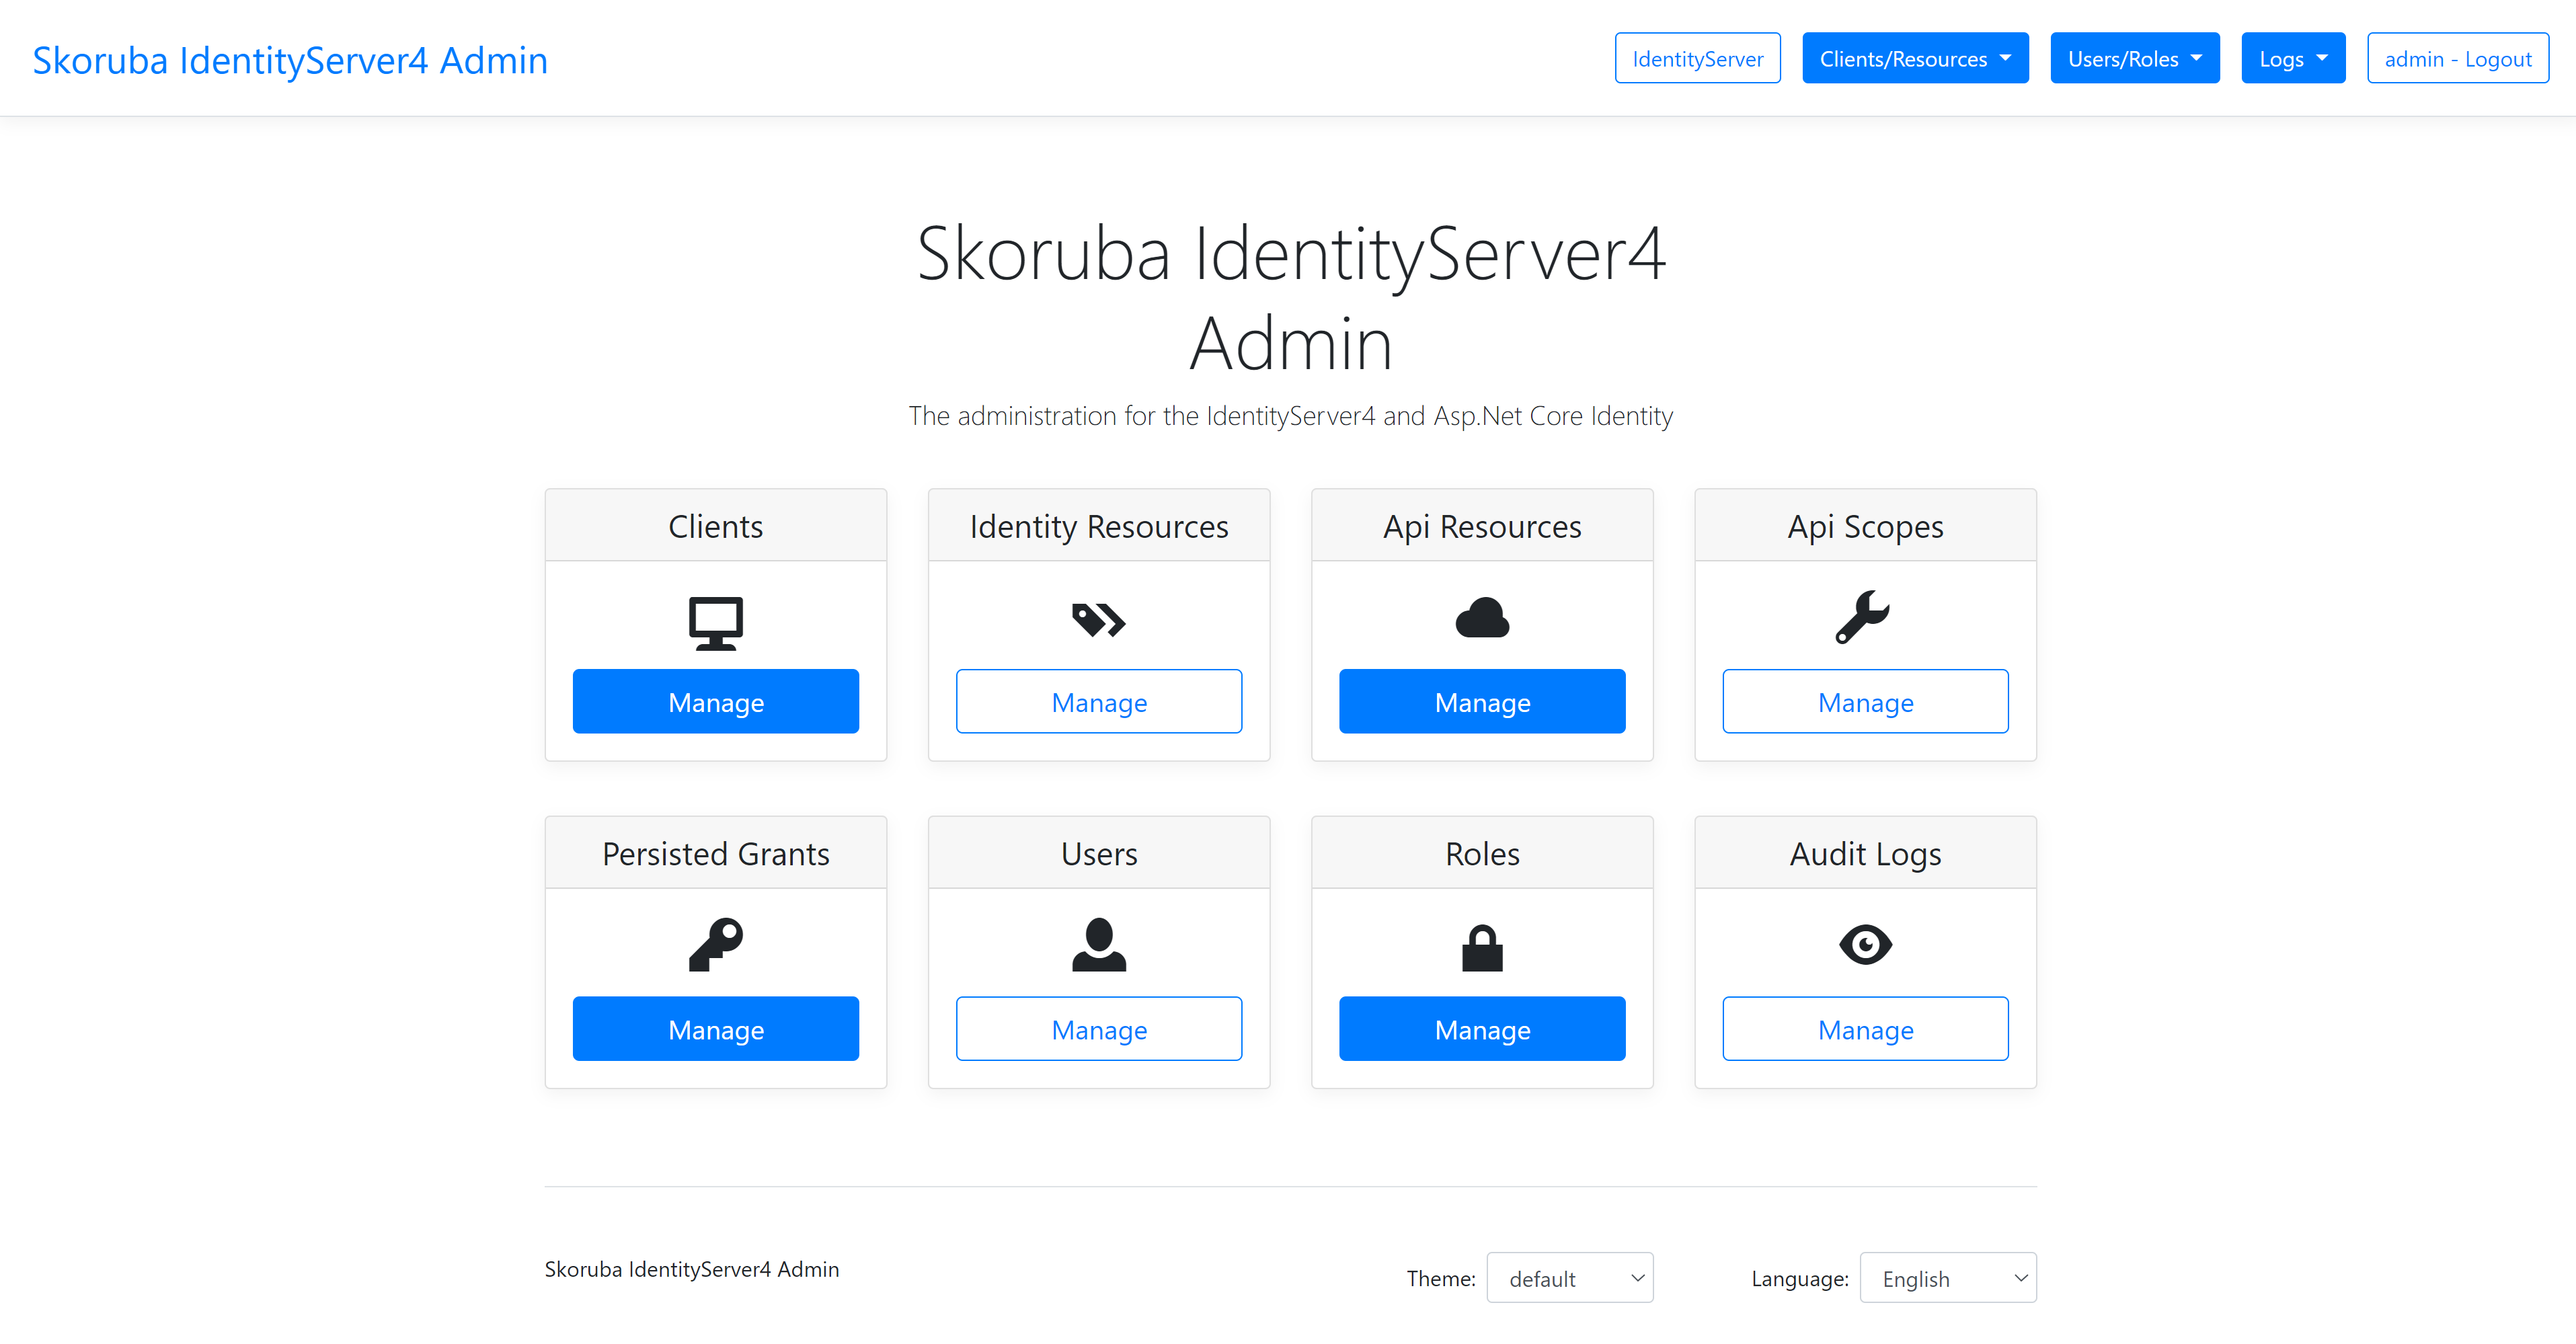 Skoruba IdentityServer4 Admin
IdentityServer
Clients/Resources
Users/Roles
Logs
admin - Logout
Skoruba IdentityServer4
Admin
The administration for the IdentityServer4 and Asp.Net Core Identity
Clients
Identity Resources
Api Resources
Api Scopes
Manage
Manage
Manage
Manage
Persisted Grants
Users
Roles
Audit Logs
Manage
Manage
Manage
Manage
Skoruba IdentityServer4 Admin
Theme:
default
Language:
English